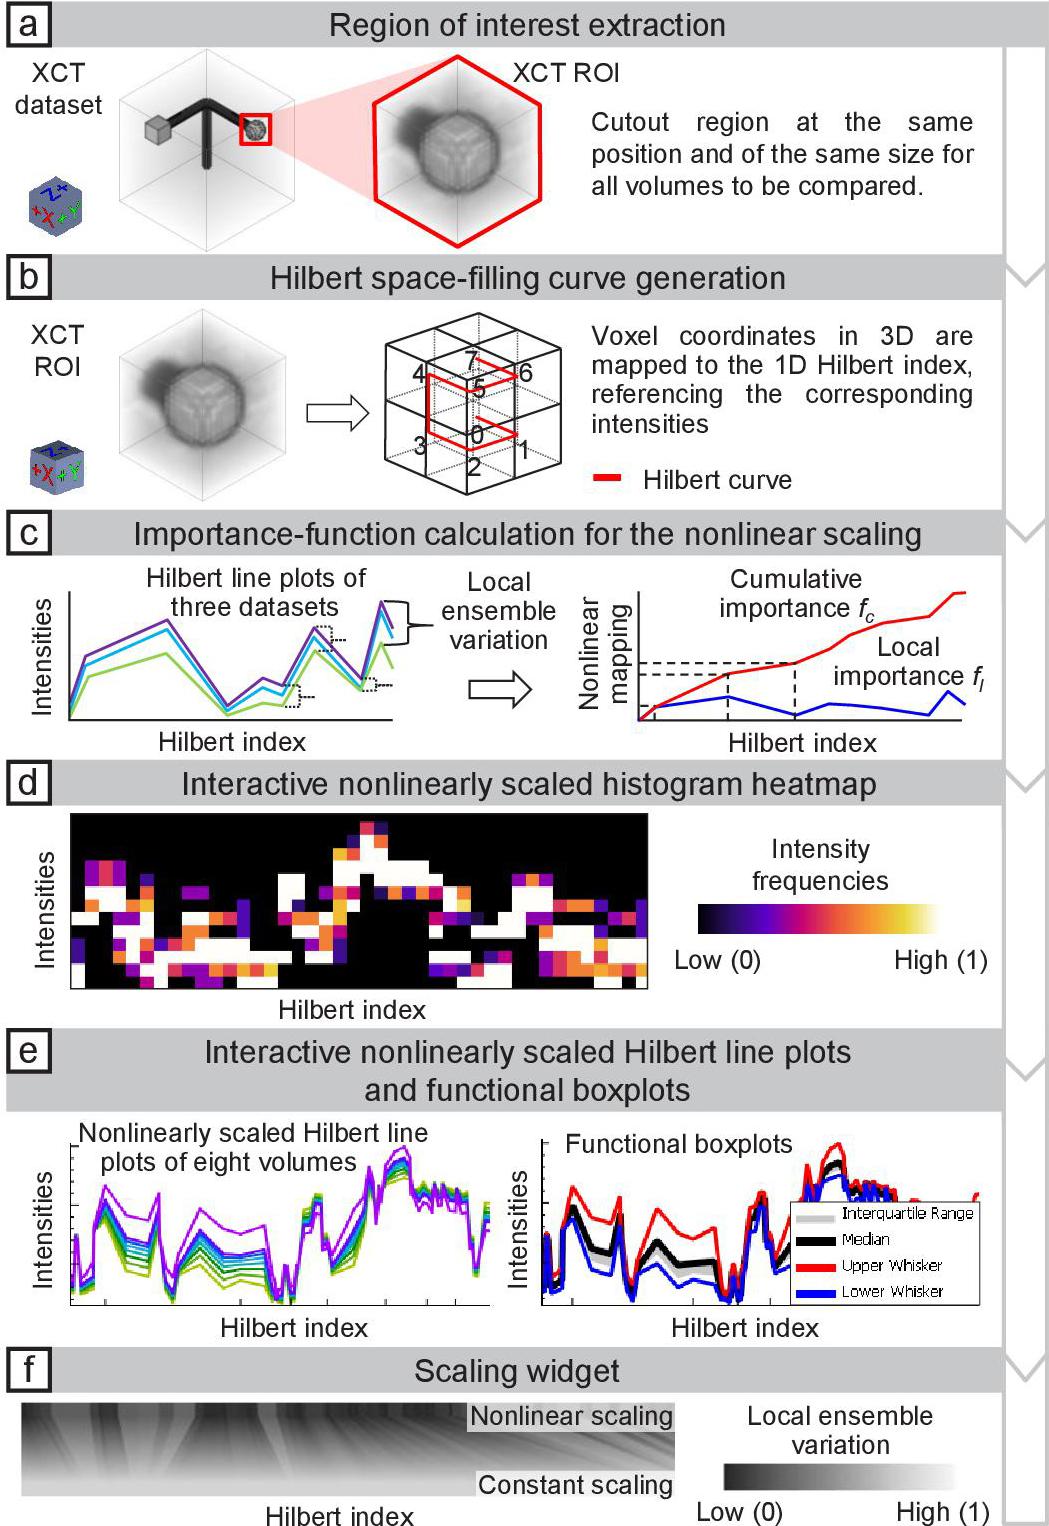 a
Region of interest extraction
XCT
dataset
XCT ROI
Cutout region at the same
position and of the same size for
all volumes to be compared.
Z+
+X +Y
b
Hilbert space-filling curve generation
XCT
ROI
Z+
+X +Y
7
4
6
5
0
3
1
2
Voxel coordinates in 3D are
mapped to the 1D Hilbert index,
referencing the corresponding
intensities
Hilbert curve
c
Importance-function calculation for the nonlinear scaling
Intensities
Hilbert line plots of
three datasets
Hilbert index
Local
ensemble
variation
Nonlinear
mapping
Cumulative
importance fc
Local
importance fl
Hilbert index
d
Interactive nonlinearly scaled histogram heatmap
Intensities
Hilbert index
Intensity
frequencies
Low (0)
High (1)
e
Interactive nonlinearly scaled Hilbert line plots
and functional boxplots
Intensities
Nonlinearly scaled Hilbert line
plots of eight volumes
Hilbert index
Intensities
Functional boxplots
Interquartile Range
Median
Upper Whisker
Lower Whisker
Hilbert index
f
Scaling widget
Nonlinear scaling
Constant scaling
Hilbert index
Local ensemble
variation
Low (0)
High (1)